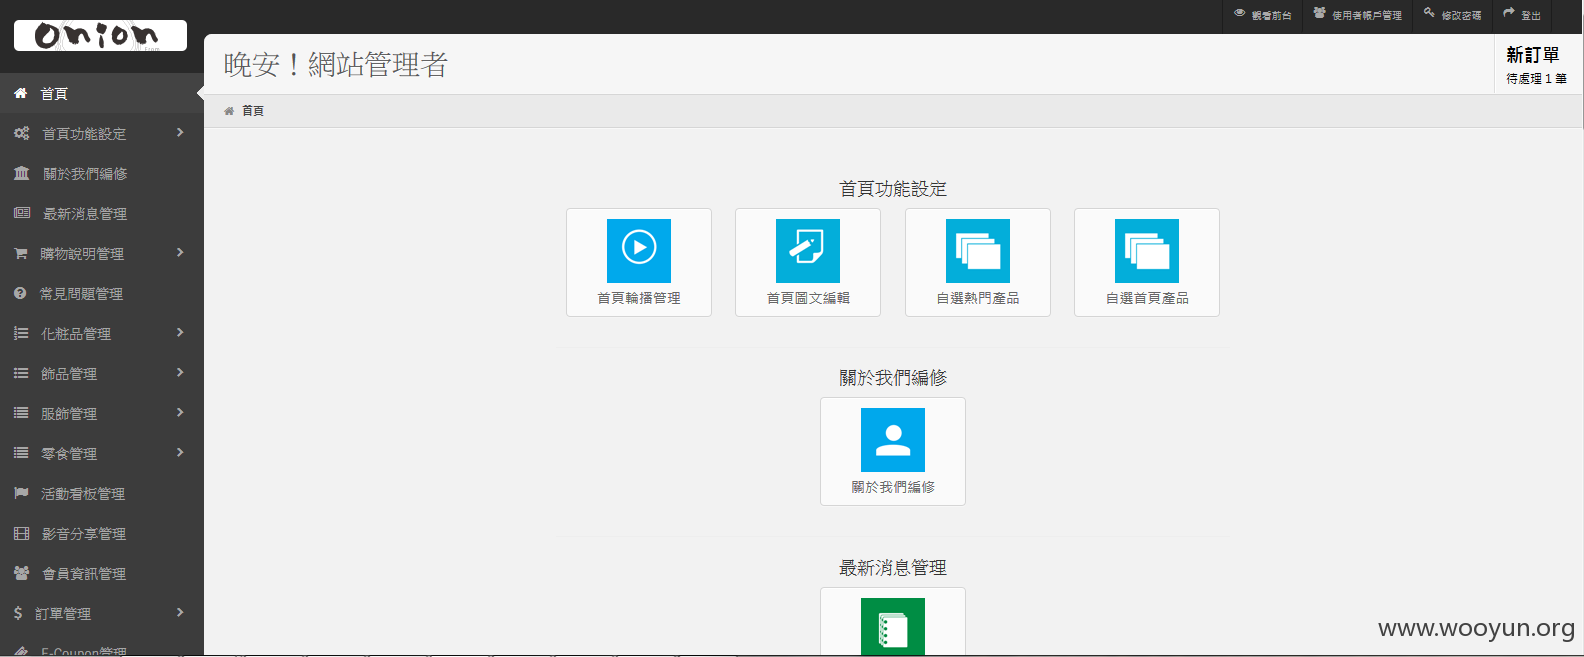 觀看前台
使用者帳戶管理
修改密碼
登出
onion
晚安！網站管理者
新訂單
待處理 1 筆
首頁
首頁
首頁功能設定
關於我們編修
最新消息管理
購物說明管理
常見問題管理
化粧品管理
飾品管理
服飾管理
零食管理
活動看板管理
影音分享管理
會員資訊管理
訂單管理
E-Coupon管理
首頁功能設定
首頁輪播管理
首頁圖文編輯
自選熱門產品
自選首頁產品
關於我們編修
關於我們編修
最新消息管理
www.wooyun.org